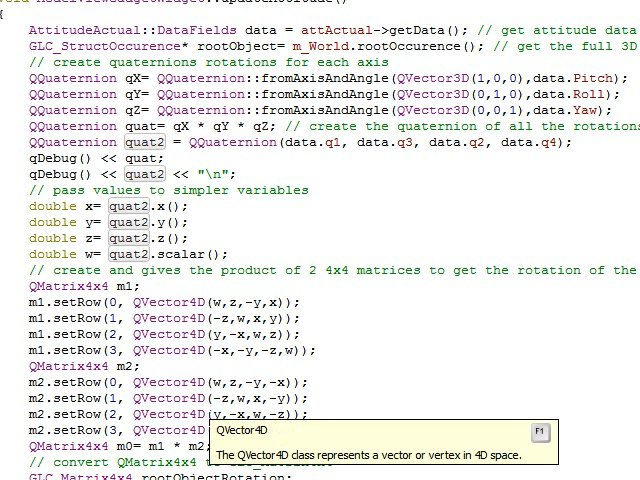 {
AttitudeActual::DataFields data = attActual->getData(); // get attitude data
GLC_StructOccurence* rootObject= m_World.rootOccurence(); // get the full 3D
// create quaternions rotations for each axis
QQuaternion qX= QQuaternion::fromAxisAndAngle(QVector3D(1,0,0),data.Pitch);
QQuaternion qY= QQuaternion::fromAxisAndAngle(QVector3D(0,1,0),data.Roll);
QQuaternion qZ= QQuaternion::fromAxisAndAngle(QVector3D(0,0,1),data.Yaw);
QQuaternion quat= qX * qY * qZ; // create the quaternion of all the rotations
QQuaternion quat2 = QQuaternion(data.q1, data.q3, data.q2, data.q4);
qDebug() << quat;
qDebug() << quat2 << "\n";
// pass values to simpler variables
double x= quat2.x();
double y= quat2.y();
double z= quat2.z();
double w= quat2.scalar();
// create and gives the product of 2 4x4 matrices to get the rotation of the
QMatrix4x4 m1;
m1.setRow(0, QVector4D(w,z,-y,x));
m1.setRow(1, QVector4D(-z,w,x,y));
m1.setRow(2, QVector4D(y,-x,w,z));
m1.setRow(3, QVector4D(-x,-y,-z,w));
QMatrix4x4 m2;
m2.setRow(0, QVector4D(w,z,-y,-x));
m2.setRow(1, QVector4D(-z,w,x,-y));
m2.setRow(2, QVector4D(y,-x,w,-z));
m2.setRow(3,
QVector4D F1
The QVector4D class represents a vector or vertex in 4D space.
QMatrix4x4 m0= m1 * m2;
// convert QMatrix4x4
GLC_Matrix4x4 rootObjectRotation;